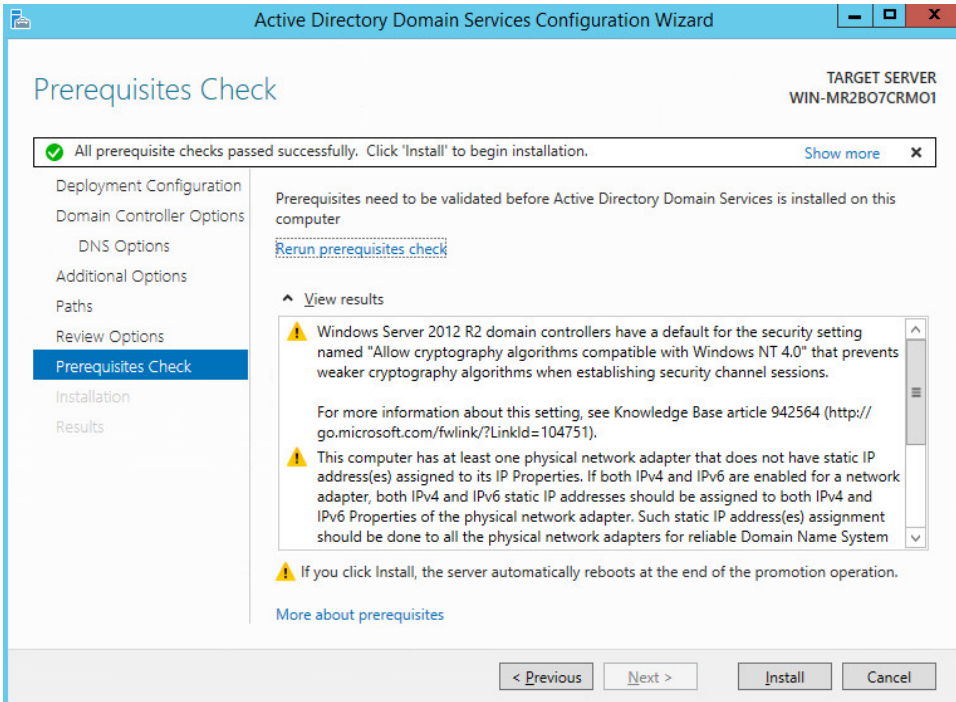 Active Directory Domain Services Configuration Wizard
Prerequisites Check
TARGET SERVER
WIN-MR2BO7CRMO1
All prerequisite checks passed successfully. Click 'Install' to begin installation.
Show more
Deployment Configuration
Domain Controller Options
DNS Options
Additional Options
Paths
Review Options
Prerequisites Check
Installation
Results
Prerequisites need to be validated before Active Directory Domain Services is installed on this
computer
Rerun prerequisites check
View results
Windows Server 2012 R2 domain controllers have a default for the security setting
named "Allow cryptography algorithms compatible with Windows NT 4.0" that prevents
weaker cryptography algorithms when establishing security channel sessions.
For more information about this setting, see Knowledge Base article 942564 (http://
go.microsoft.com/fwlink/?LinkId=104751).
This computer has at least one physical network adapter that does not have static IP
address(es) assigned to its IP Properties. If both IPv4 and IPv6 are enabled for a network
adapter, both IPv4 and IPv6 static IP addresses should be assigned to both IPv4 and
IPv6 Properties of the physical network adapter. Such static IP address(es) assignment
should be done to all the physical network adapters for reliable Domain Name System
If you click Install, the server automatically reboots at the end of the promotion operation.
More about prerequisites
< Previous
Next >
Install
Cancel